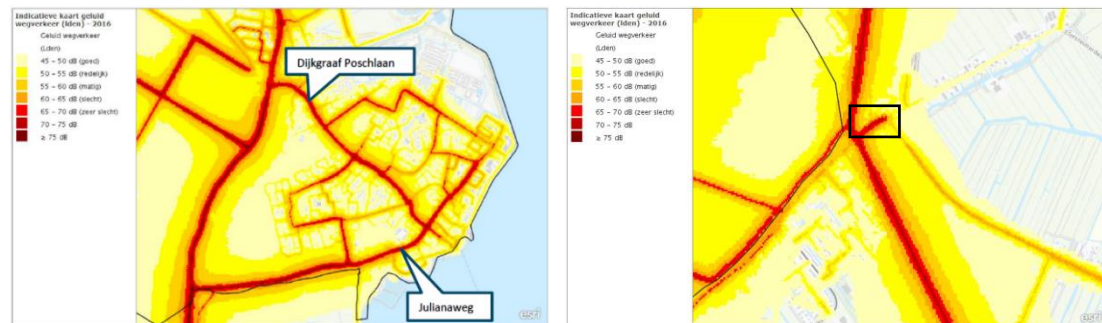 Indicatieve kaart geluid
wegverkeer (lden) - 2016
Geluid wegverkeer
(Lden)
45 – 50 dB (goed)
50 – 55 dB (redelijk)
55 – 60 dB (matig)
60 – 65 dB (slecht)
65 – 70 dB (zeer slecht)
70 – 75 dB
≥ 75 dB
Dijkgraaf Poschlaan
Julianaweg
esri
Indicatieve kaart geluid
wegverkeer (lden) - 2016
Geluid wegverkeer
(Lden)
45 – 50 dB (goed)
50 – 55 dB (redelijk)
55 – 60 dB (matig)
60 – 65 dB (slecht)
65 – 70 dB (zeer slecht)
70 – 75 dB
≥ 75 dB
esri